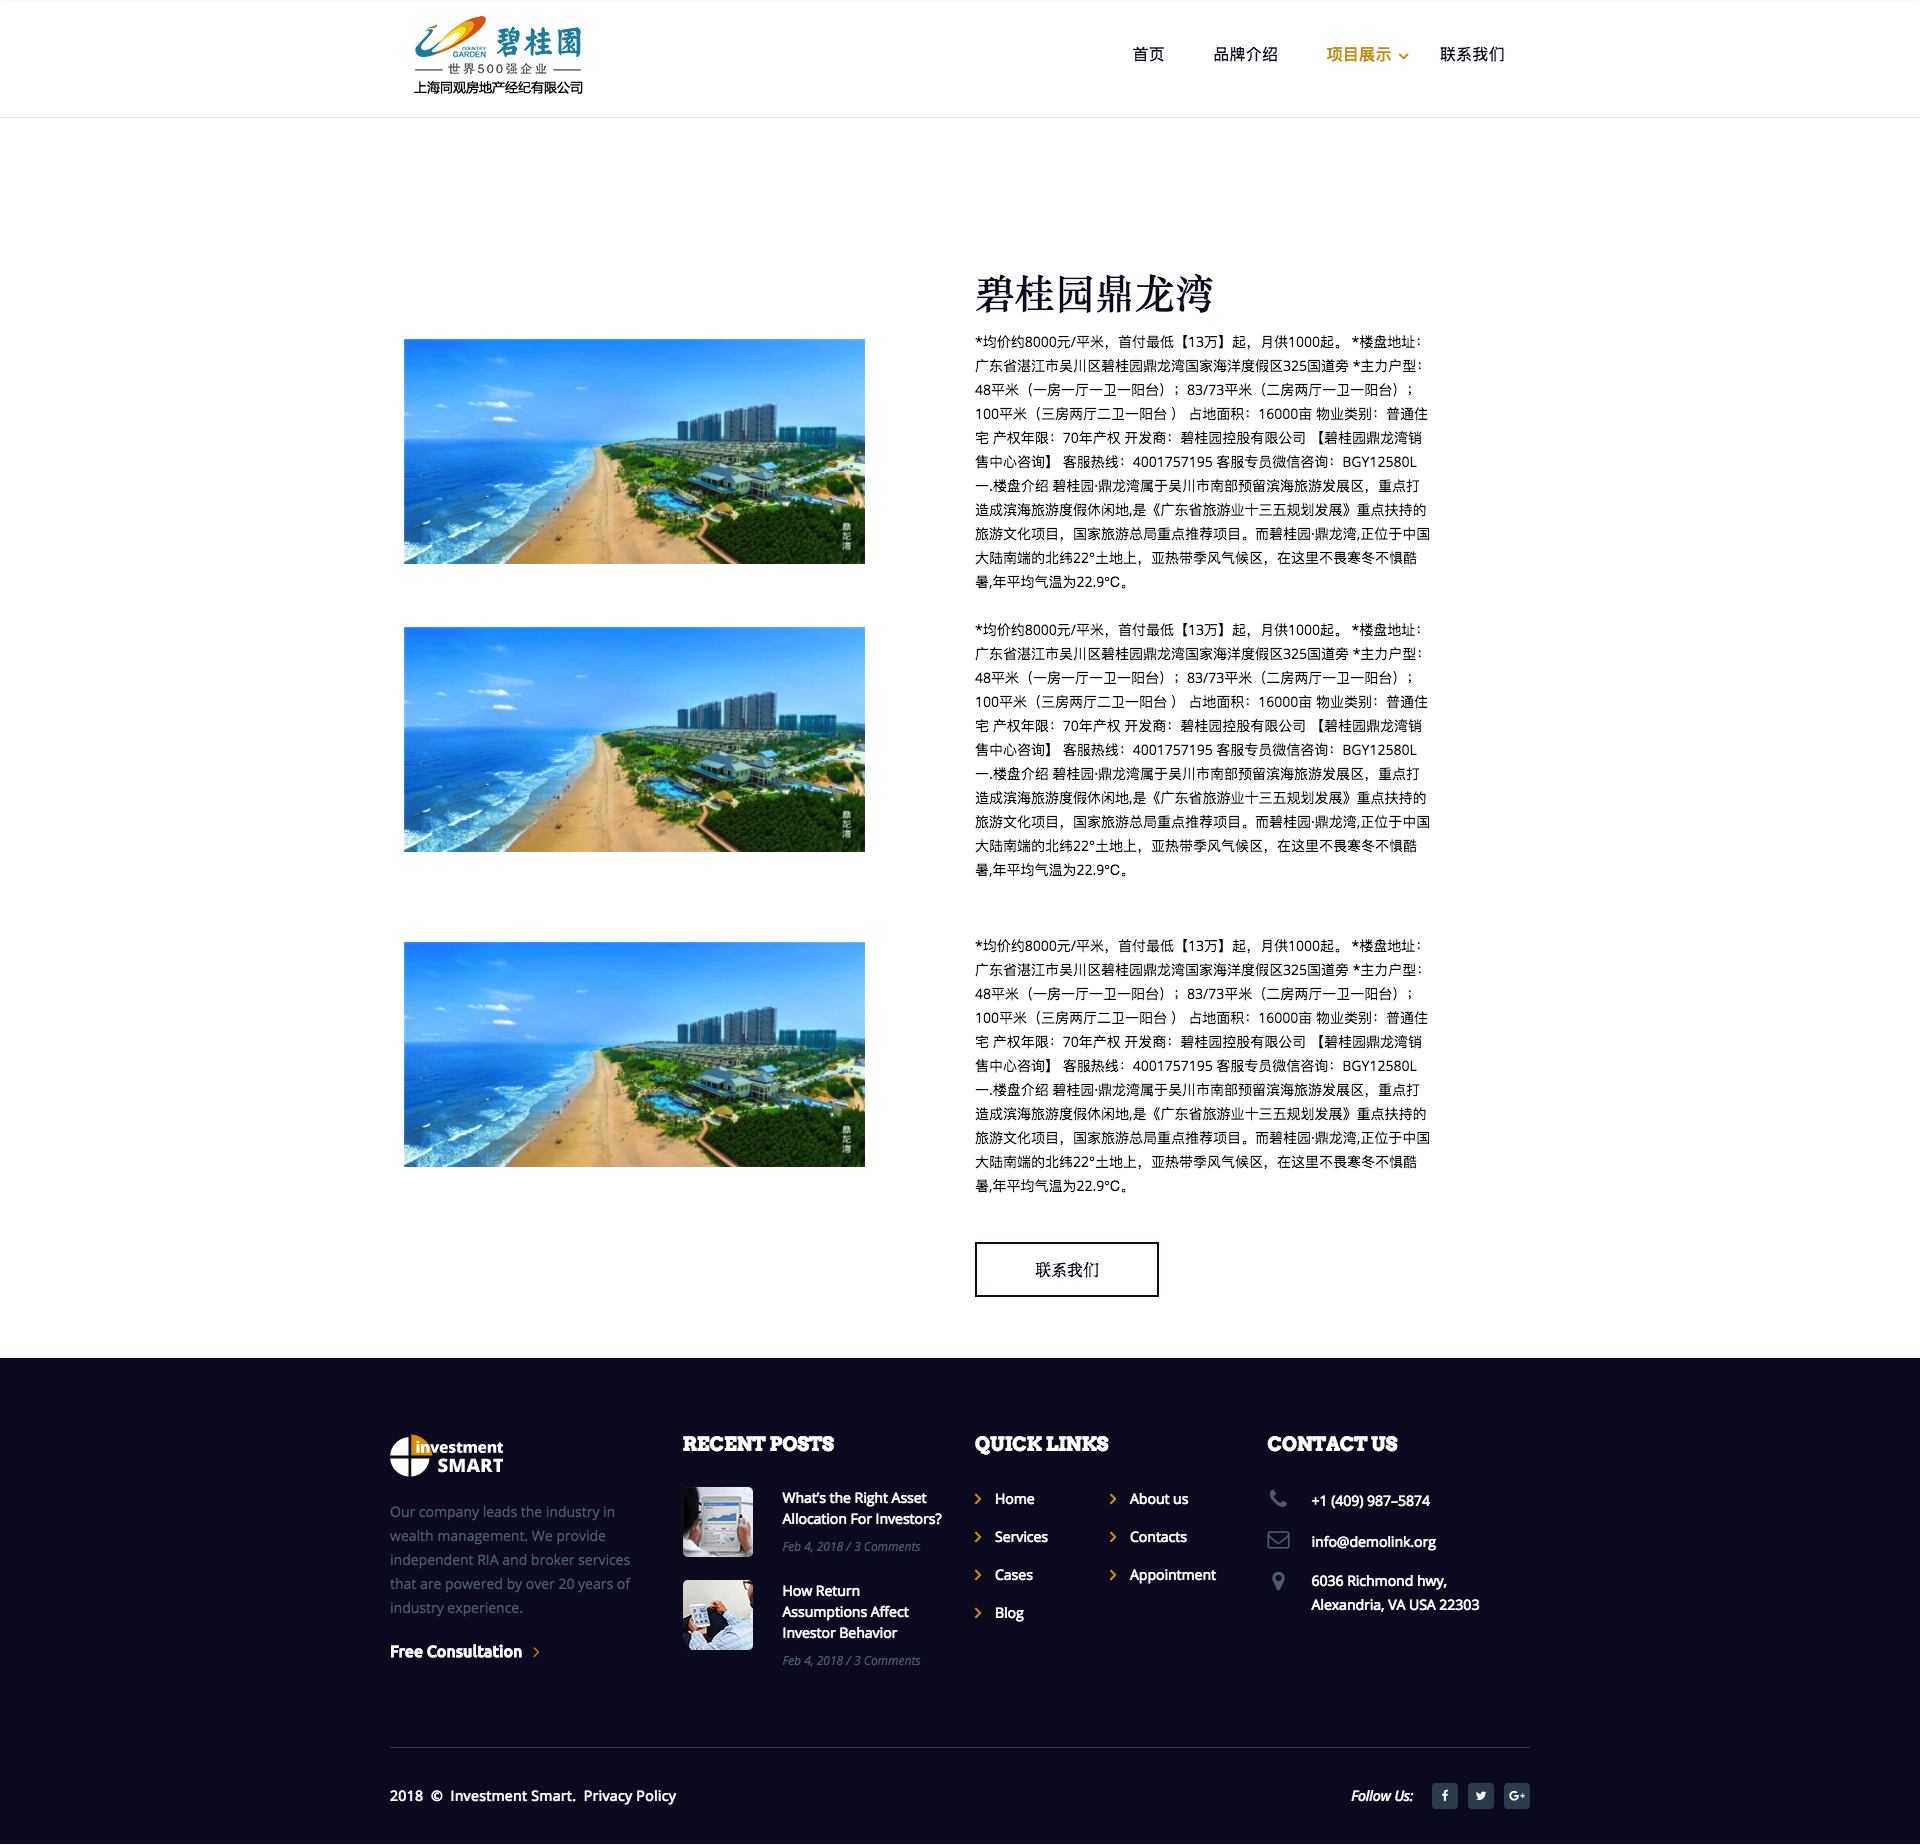 COUNTRY
GARDEN
碧桂園
世界500强企业
上海同观房地产经纪有限公司
首页
品牌介绍
项目展示
联系我们
碧桂园鼎龙湾
*均价约8000元/平米，首付最低【13万】起，月供1000起。 *楼盘地址：
广东省湛江市吴川区碧桂园鼎龙湾国家海洋度假区325国道旁 *主力户型：
48平米（一房一厅一卫一阳台）；83/73平米（二房两厅一卫一阳台）；
100平米（三房两厅二卫一阳台 ） 占地面积：16000亩 物业类别：普通住
宅 产权年限：70年产权 开发商：碧桂园控股有限公司 【碧桂园鼎龙湾销
售中心咨询】 客服热线：4001757195 客服专员微信咨询：BGY12580L
一.楼盘介绍 碧桂园·鼎龙湾属于吴川市南部预留滨海旅游发展区，重点打
造成滨海旅游度假休闲地,是《广东省旅游业十三五规划发展》重点扶持的
旅游文化项目，国家旅游总局重点推荐项目。而碧桂园·鼎龙湾,正位于中国
大陆南端的北纬22°土地上，亚热带季风气候区，在这里不畏寒冬不惧酷
暑,年平均气温为22.9℃。
鼎龙湾
*均价约8000元/平米，首付最低【13万】起，月供1000起。 *楼盘地址：
广东省湛江市吴川区碧桂园鼎龙湾国家海洋度假区325国道旁 *主力户型：
48平米（一房一厅一卫一阳台）；83/73平米（二房两厅一卫一阳台）；
100平米（三房两厅二卫一阳台 ） 占地面积：16000亩 物业类别：普通住
宅 产权年限：70年产权 开发商：碧桂园控股有限公司 【碧桂园鼎龙湾销
售中心咨询】 客服热线：4001757195 客服专员微信咨询：BGY12580L
一.楼盘介绍 碧桂园·鼎龙湾属于吴川市南部预留滨海旅游发展区，重点打
造成滨海旅游度假休闲地,是《广东省旅游业十三五规划发展》重点扶持的
旅游文化项目，国家旅游总局重点推荐项目。而碧桂园·鼎龙湾,正位于中国
大陆南端的北纬22°土地上，亚热带季风气候区，在这里不畏寒冬不惧酷
暑,年平均气温为22.9℃。
鼎龙湾
*均价约8000元/平米，首付最低【13万】起，月供1000起。 *楼盘地址：
广东省湛江市吴川区碧桂园鼎龙湾国家海洋度假区325国道旁 *主力户型：
48平米（一房一厅一卫一阳台）；83/73平米（二房两厅一卫一阳台）；
100平米（三房两厅二卫一阳台 ） 占地面积：16000亩 物业类别：普通住
宅 产权年限：70年产权 开发商：碧桂园控股有限公司 【碧桂园鼎龙湾销
售中心咨询】 客服热线：4001757195 客服专员微信咨询：BGY12580L
一.楼盘介绍 碧桂园·鼎龙湾属于吴川市南部预留滨海旅游发展区，重点打
造成滨海旅游度假休闲地,是《广东省旅游业十三五规划发展》重点扶持的
旅游文化项目，国家旅游总局重点推荐项目。而碧桂园·鼎龙湾,正位于中国
大陆南端的北纬22°土地上，亚热带季风气候区，在这里不畏寒冬不惧酷
暑,年平均气温为22.9℃。
鼎龙湾
联系我们
investment
SMART
Our company leads the industry in
wealth management. We provide
independent RIA and broker services
that are powered by over 20 years of
industry experience.
Free Consultation
RECENT POSTS
What's the Right Asset
Allocation For Investors?
Feb 4, 2018 / 3 Comments
How Return
Assumptions Affect
Investor Behavior
Feb 4, 2018 / 3 Comments
QUICK LINKS
Home
Services
Cases
Blog
About us
Contacts
Appointment
CONTACT US
+1 (409) 987–5874
info@demolink.org
6036 Richmond hwy,
Alexandria, VA USA 22303
2018 © Investment Smart. Privacy Policy
Follow Us: